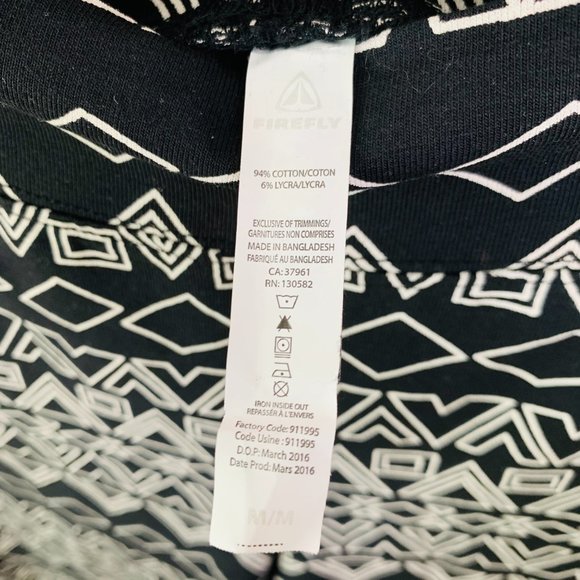 FIREFLY
94% COTTON/COTON
6% LYCRA/LYCRA
EXCLUSIVE OF TRIMMINGS/
GARNITURES NON COMPRISES
MADE IN BANGLADESH
FABRIQUÉ AU BANGLADESH
CA: 37961
RN: 130582
IRON INSIDE OUT
REPASSER À L'ENVERS
Factory Code: 911995
Code Usine : 911995
D.O.P: March 2016
Date Prod: Mars 2016
M/M